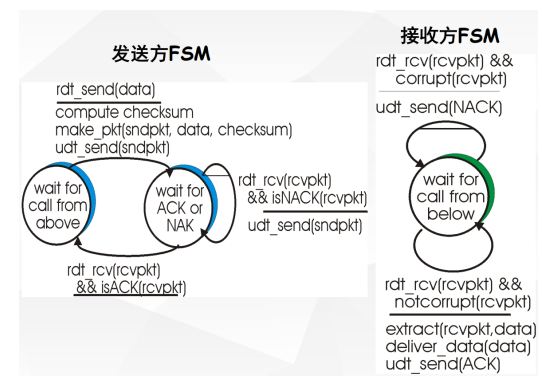 发送方FSM
rdt_send(data)
compute checksum
make_pkt(sndpkt, data, checksum)
udt_send(sndpkt)
wait for
call from
above
wait for
ACK or
NAK
rdt_rcv(rcvpkt)
&& isNACK(rcvpkt)
udt_send(sndpkt)
rdt_rcv(rcvpkt)
&& isACK(rcvpkt)
接收方FSM
rdt_rcv(rcvpkt) &&
corrupt(rcvpkt)
udt_send(NACK)
wait for
call from
below
rdt_rcv(rcvpkt) &&
notcorrupt(rcvpkt)
extract(rcvpkt,data)
deliver_data(data)
udt_send(ACK)